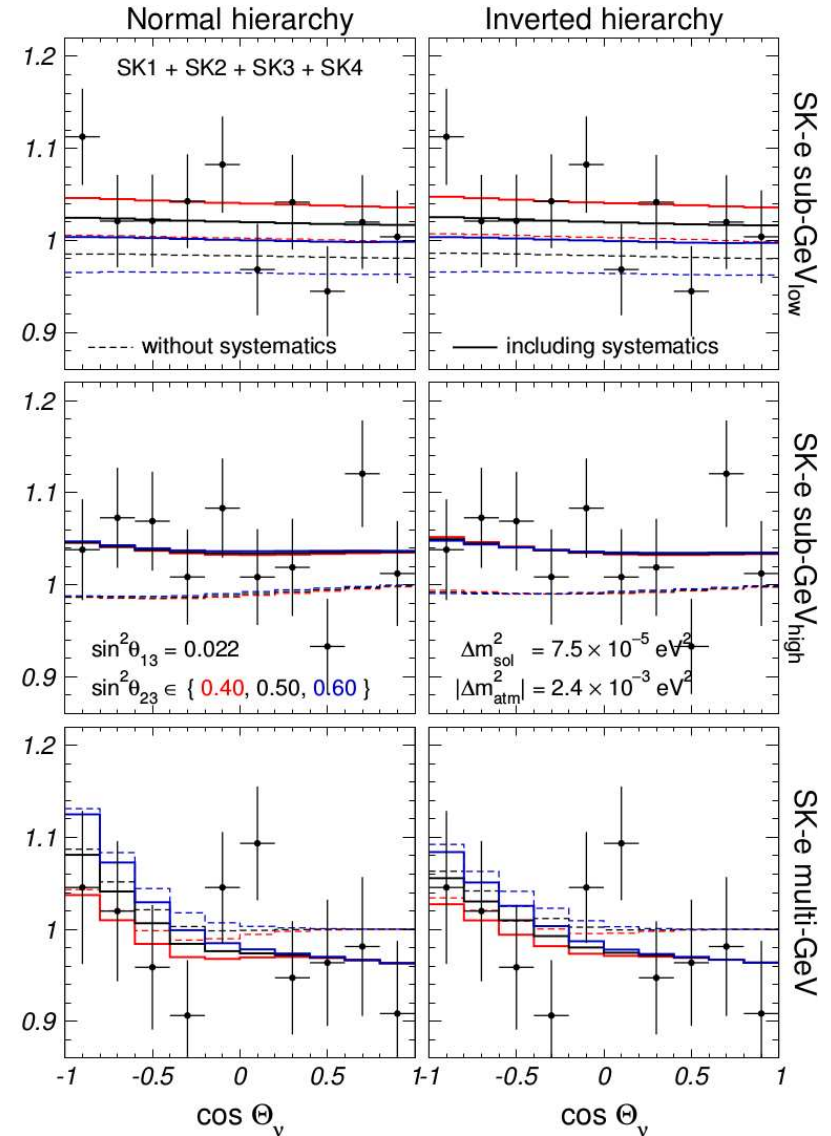 Normal hierarchy
Inverted hierarchy
1.2
SK1 + SK2 + SK3 + SK4
1.1
1
0.9
without systematics
including systematics
SK-e sub-GeV_low
1.2
1.1
1
0.9
sin²θ₁₃ = 0.022
sin²θ₂₃ ∈ { 0.40, 0.50, 0.60 }
Δm²_sol = 7.5 × 10⁻⁵ eV²
|Δm²_atm| = 2.4 × 10⁻³ eV²
SK-e sub-GeV_high
1.2
1.1
1
0.9
SK-e multi-GeV
-1 -0.5 0 0.5 1
-1 -0.5 0 0.5 1
cos Θ_ν
cos Θ_ν